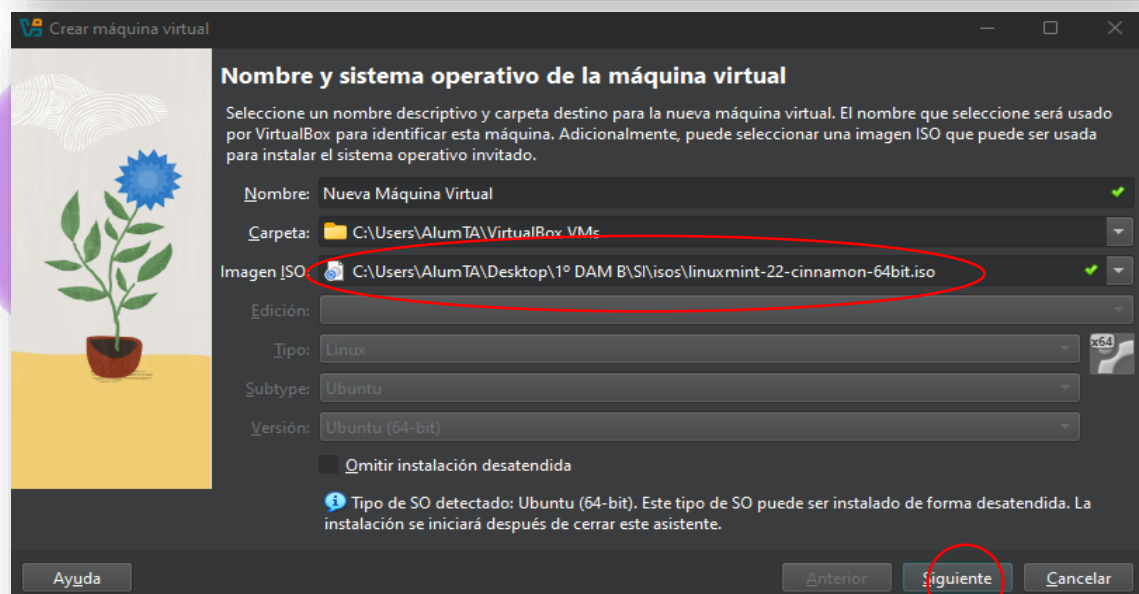 Crear máquina virtual
Nombre y sistema operativo de la máquina virtual
Seleccione un nombre descriptivo y carpeta destino para la nueva máquina virtual. El nombre que seleccione será usado
por VirtualBox para identificar esta máquina. Adicionalmente, puede seleccionar una imagen ISO que puede ser usada
para instalar el sistema operativo invitado.
Nombre: Nueva Máquina Virtual
Carpeta: C:\Users\AlumTA\VirtualBox VMs
Imagen ISO: C:\Users\AlumTA\Desktop\1º DAM B\SI\isos\linuxmint-22-cinnamon-64bit.iso
Edición:
Tipo: Linux
x64
Subtype: Ubuntu
Versión: Ubuntu (64-bit)
Omitir instalación desatendida
Tipo de SO detectado: Ubuntu (64-bit). Este tipo de SO puede ser instalado de forma desatendida. La
instalación se iniciará después de cerrar este asistente.
Ayuda Anterior Siguiente Cancelar